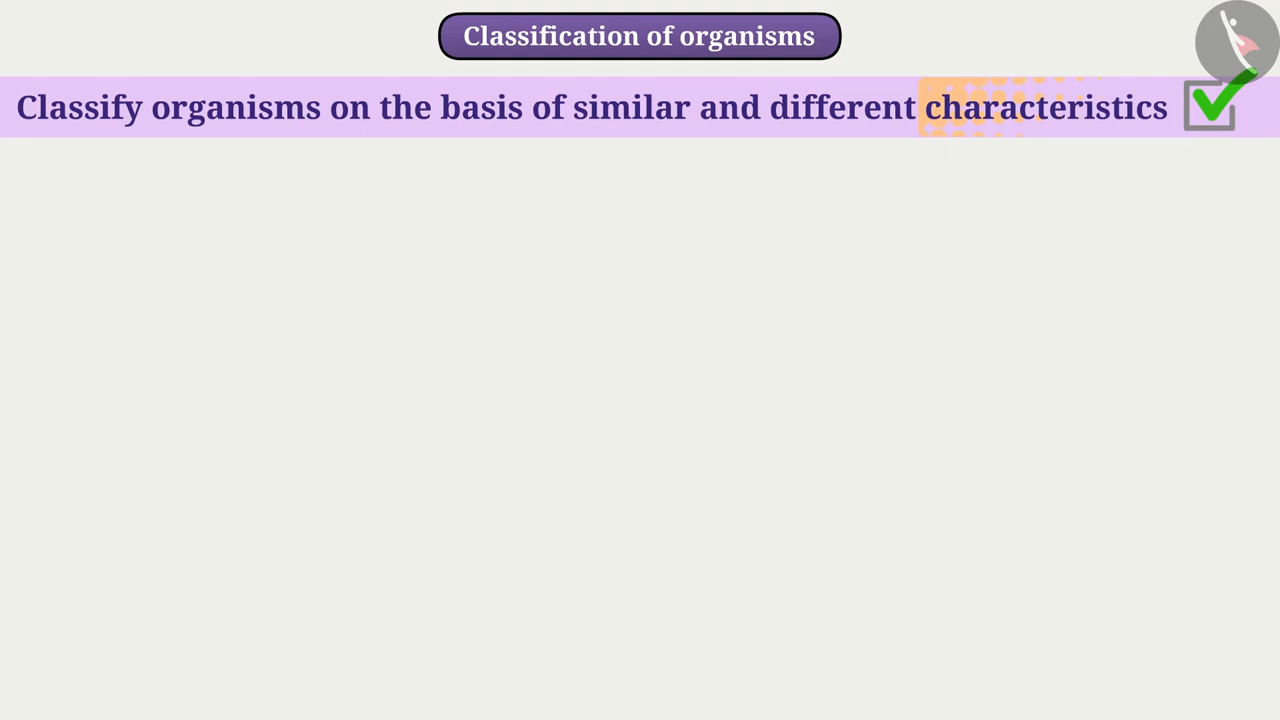 Classification of organisms
Classify organisms on the basis of similar and different characteristics